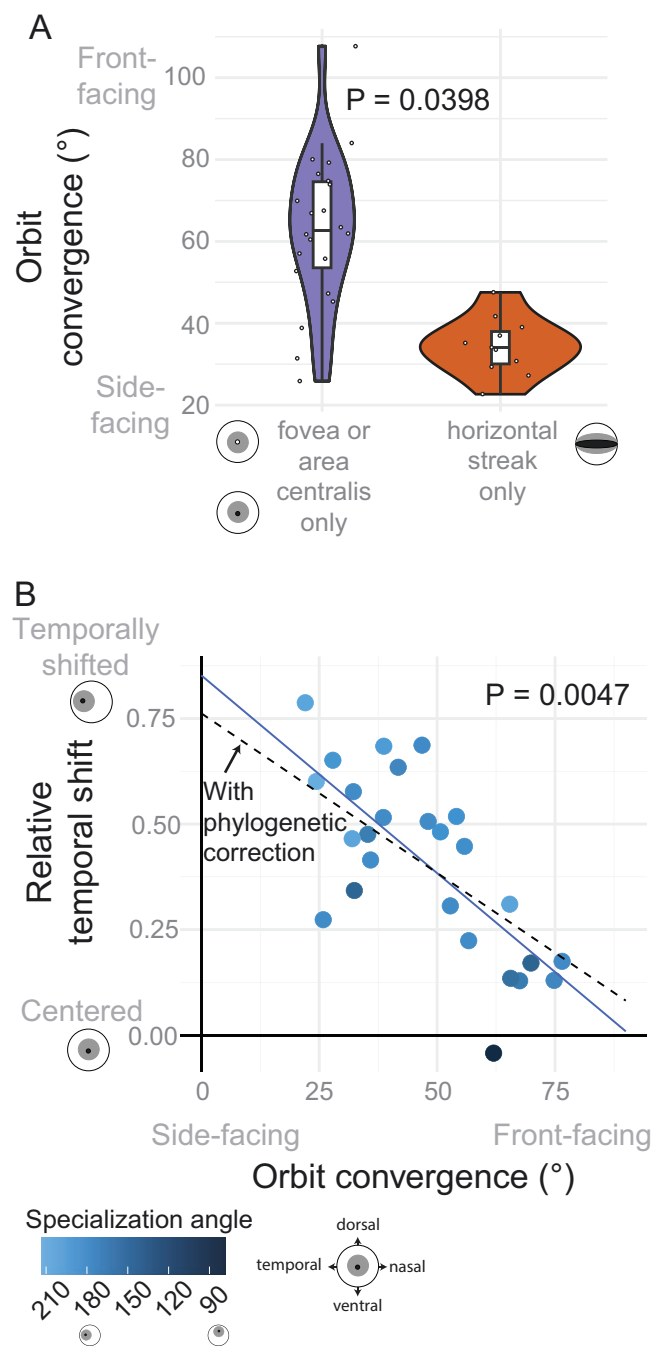 A
Front-
facing
Orbit
convergence (°)
Side-
facing
100
80
60
40
20
P = 0.0398
fovea or
area
centralis
only
horizontal
streak
only
B
Temporally
shifted
Relative
temporal shift
Centered
0.75
0.50
0.25
0.00
P = 0.0047
With
phylogenetic
correction
0
25
50
75
Side-facing
Front-facing
Orbit convergence (°)
Specialization angle
210
180
150
120
90
dorsal
temporal
nasal
ventral